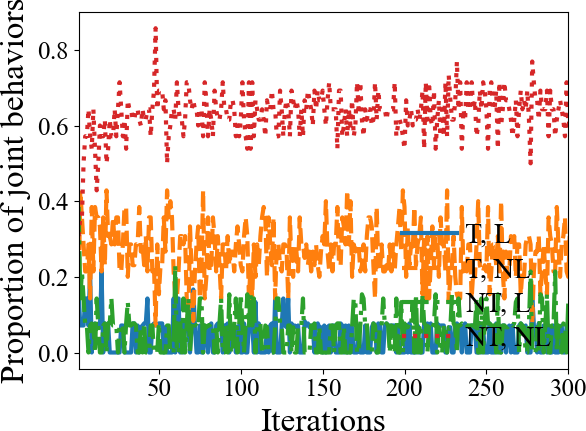 Proportion of joint behaviors
0.8
0.6
0.4
0.2
0.0
T, L
T, NL
NT, L
NT, NL
50
100
150
200
250
300
Iterations